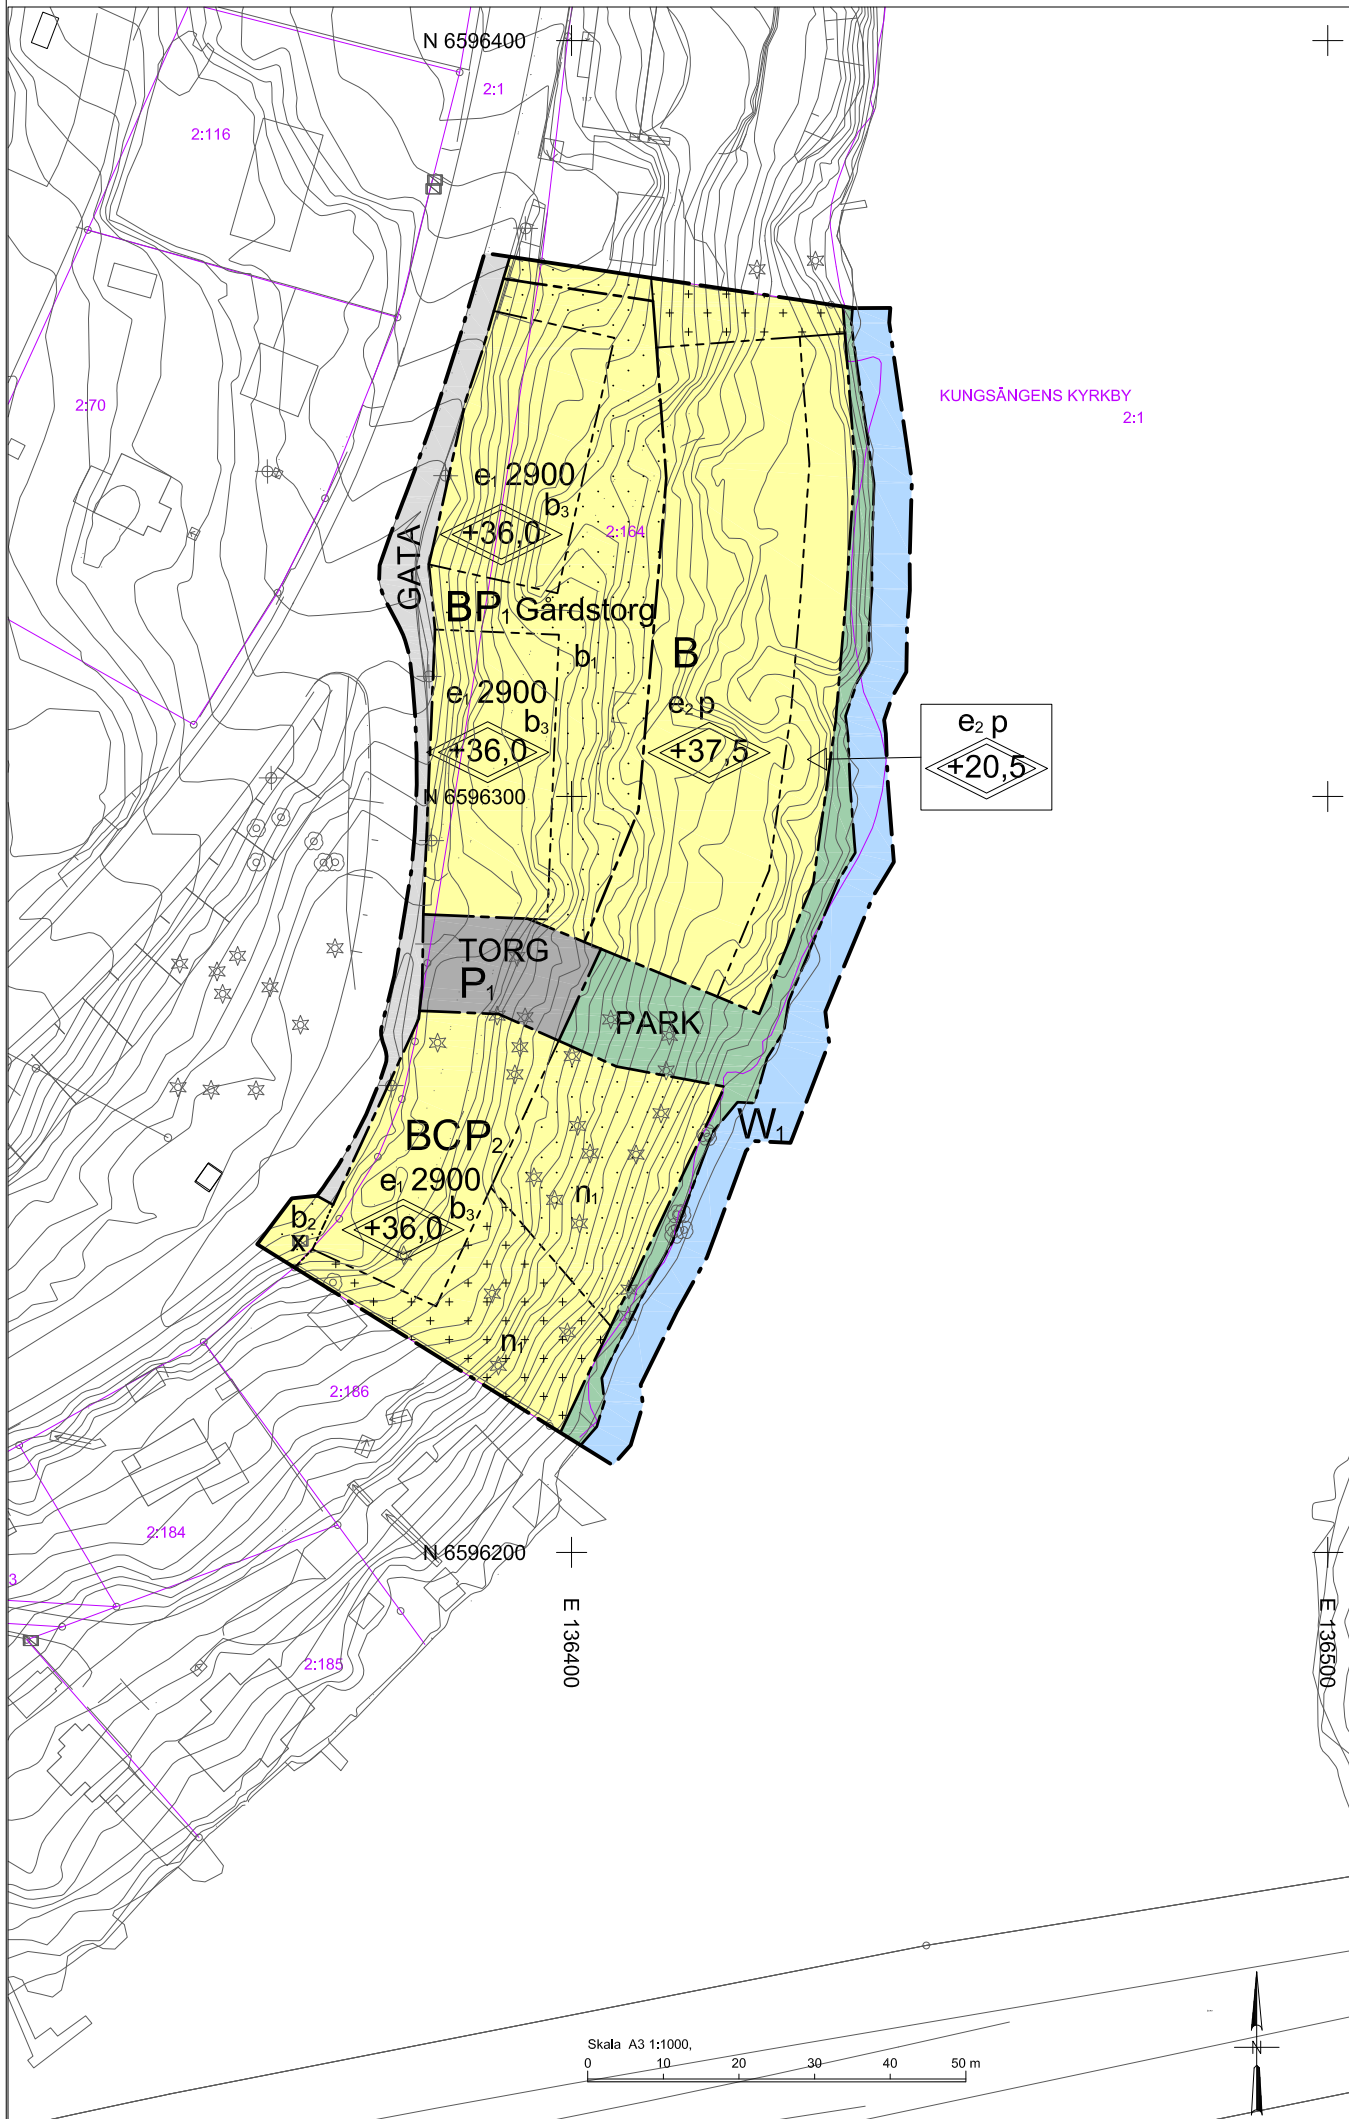 N 6596400
2:1
2:116
2:70
KUNGSÄNGENS KYRKBY
2:1
e₁ 2900
b₃
+36,0
2:164
GATA
BP₁ Gårdstorg
b₁
B
e₁ 2900
b₃
+36,0
e₂ p
+37,5
e₂ p
+20,5
N 6596300
TORG
P₁
PARK
W₁
BCP₂
e₁ 2900
b₃
+36,0
n₁
b₂
x
n₁
2:186
2:184
N 6596200
3
E 136400
E 136500
2:185
Skala A3 1:1000,
0 10 20 30 40 50 m
N